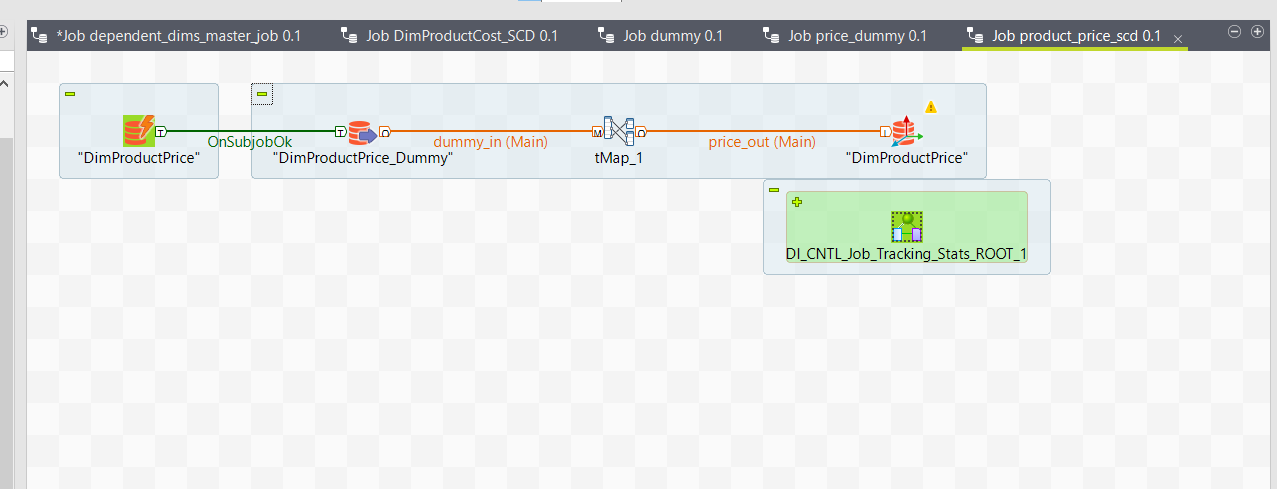 *Job dependent_dims_master_job 0.1
Job DimProductCost_SCD 0.1
Job dummy 0.1
Job price_dummy 0.1
Job product_price_scd 0.1
T
OnSubjobOk
T
O
dummy_in (Main)
M
O
price_out (Main)
I
"DimProductPrice"
"DimProductPrice_Dummy"
tMap_1
"DimProductPrice"
DI_CNTL_Job_Tracking_Stats_ROOT_1